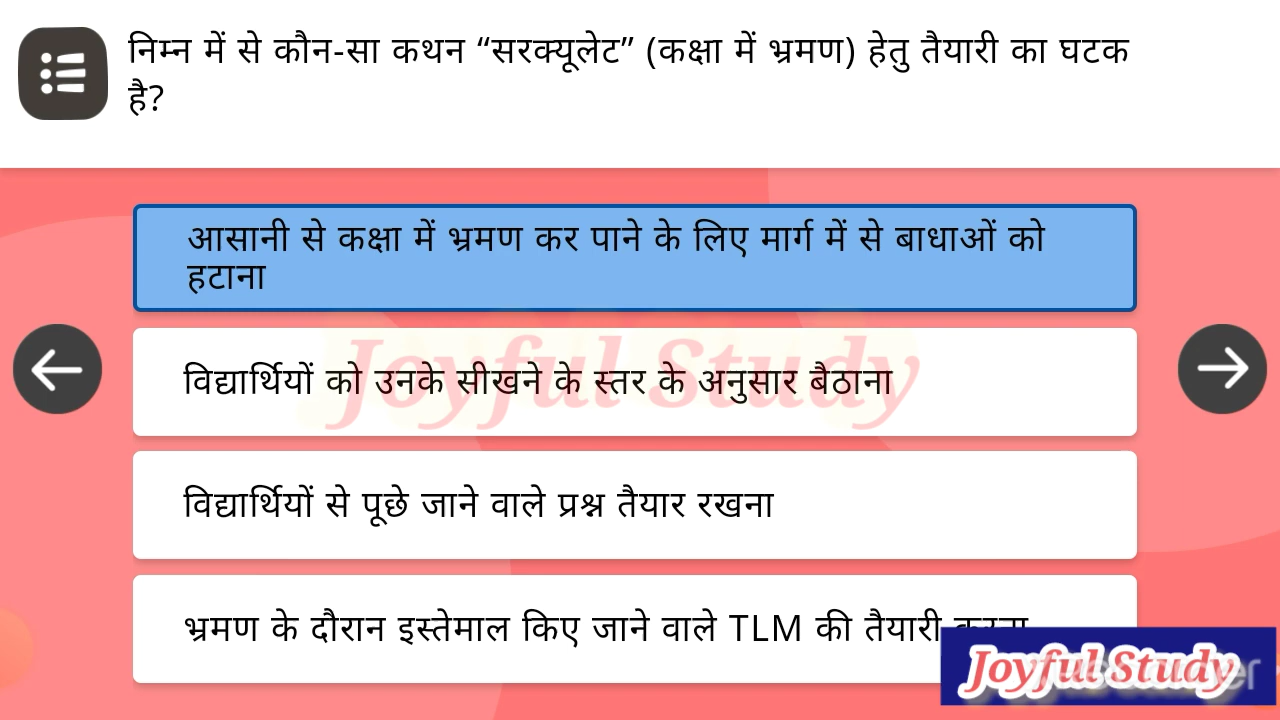 निम्न में से कौन-सा कथन “सरक्यूलेट” (कक्षा में भ्रमण) हेतु तैयारी का घटक
है?
आसानी से कक्षा में भ्रमण कर पाने के लिए मार्ग में से बाधाओं को
हटाना
विद्यार्थियों को उनके सीखने के स्तर के अनुसार बैठाना
Joyful Study
विद्यार्थियों से पूछे जाने वाले प्रश्न तैयार रखना
भ्रमण के दौरान इस्तेमाल किए जाने वाले TLM की तैयारी
Joyful Study